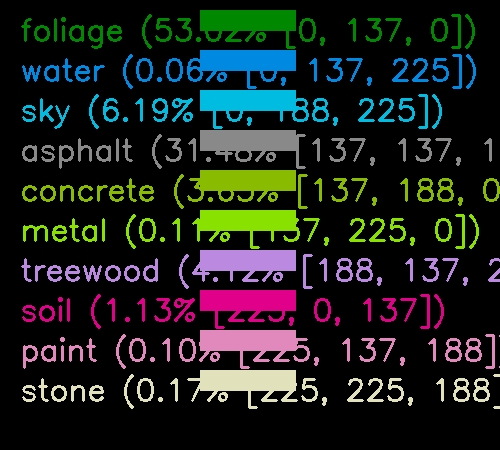 foliage (53.02% [0, 137, 0])
water (0.06% [0, 137, 225])
sky (6.19% [0, 188, 225])
asphalt (31.48% [137, 137, 1
concrete (3.63% [137, 188, 0
metal (0.11% [137, 225, 0])
treewood (4.12% [188, 137, 2
soil (1.13% [225, 0, 137])
paint (0.10% [225, 137, 188]
stone (0.17% [225, 225, 188]